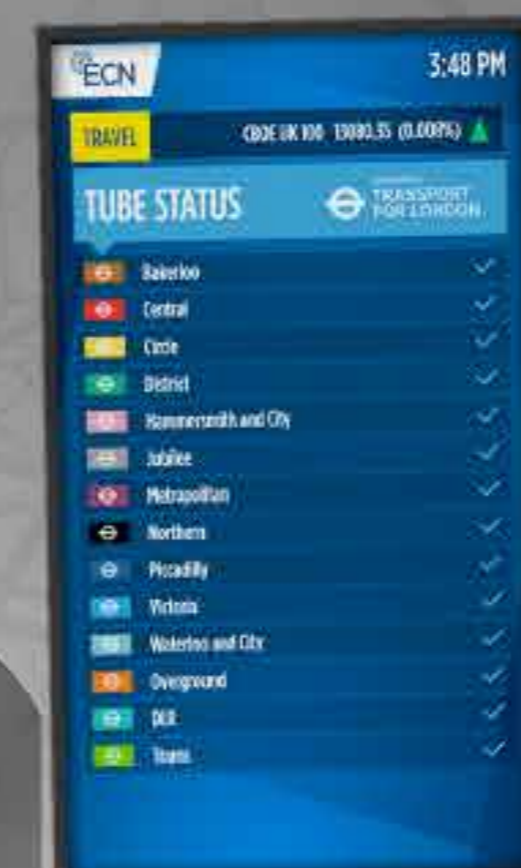 ECN
3:48 PM
TRAVEL
CBOE UK 100 13080.35 (0.008%)
TUBE STATUS
TRANSPORT
FOR LONDON
Bakerloo
Central
Circle
District
Hammersmith and City
Jubilee
Metropolitan
Northern
Piccadilly
Victoria
Waterloo and City
Overground
DLR
Trams